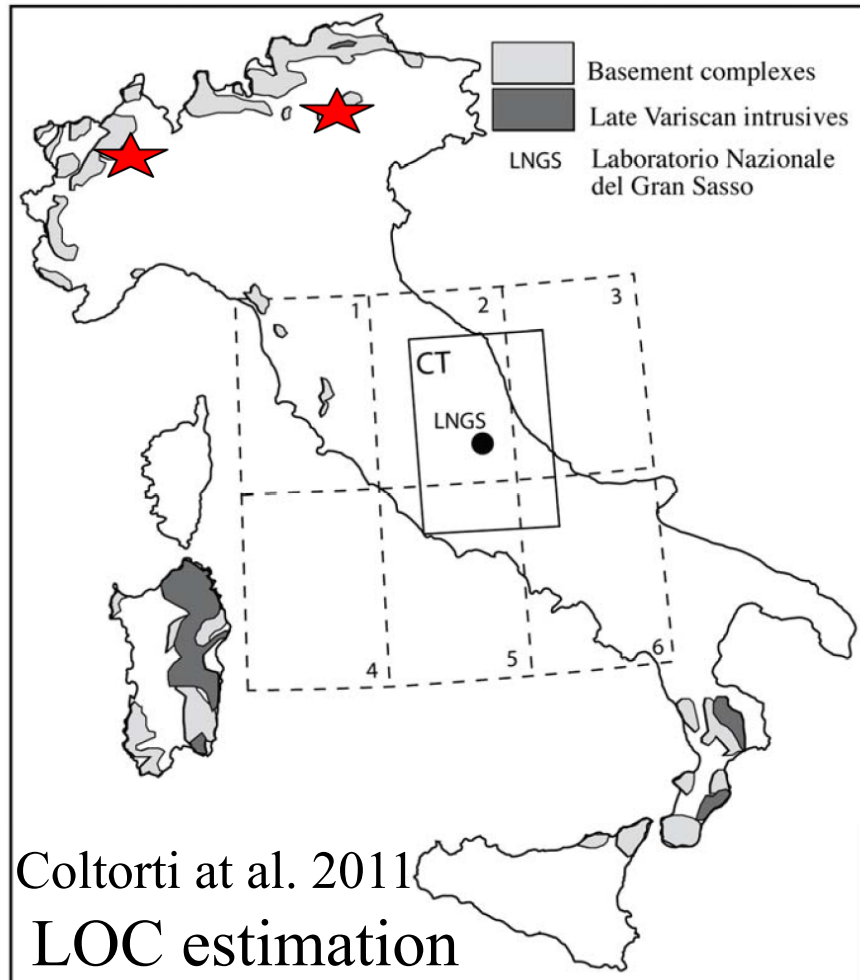 Basement complexes
Late Variscan intrusives
LNGS Laboratorio Nazionale
del Gran Sasso
1
2
3
CT
LNGS
4
5
6
Coltorti at al. 2011
LOC estimation